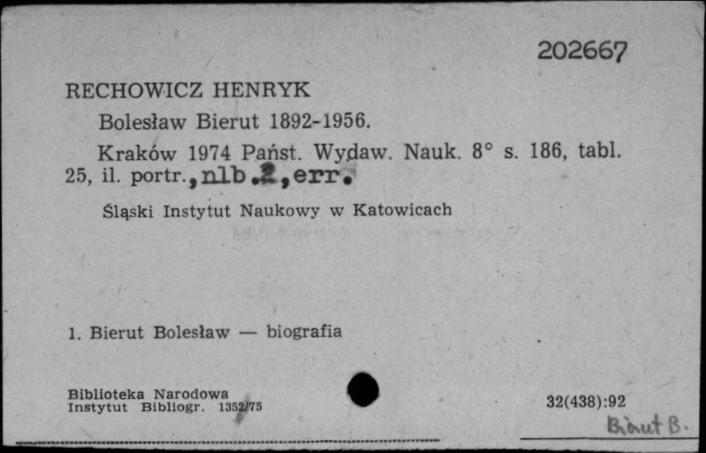 202667
RECHOWICZ HENRYK
Bolesław Bierut 1892-1956.
Kraków 1974 Państ. Wydaw. Nauk. 8° s. 186, tabl.
25, il. portr., nlb.2, err.
Śląski Instytut Naukowy w Katowicach
1. Bierut Bolesław — biografia
Biblioteka Narodowa
Instytut Bibliogr. 1352/75
32(438):92
Bierut B.